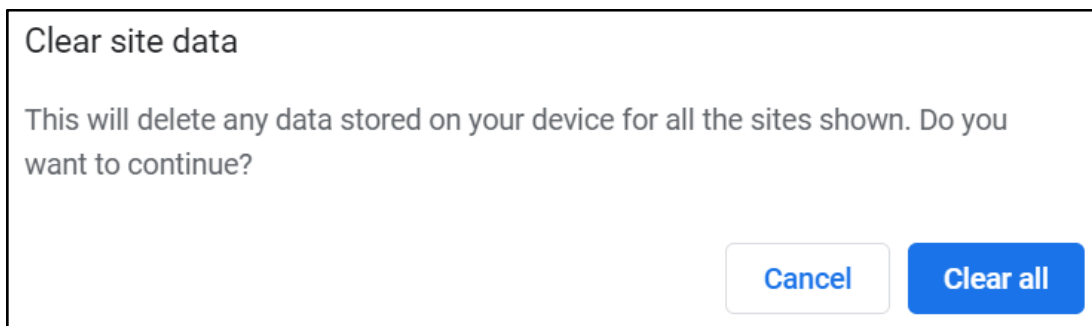 Clear site data
This will delete any data stored on your device for all the sites shown. Do you
want to continue?
Cancel Clear all